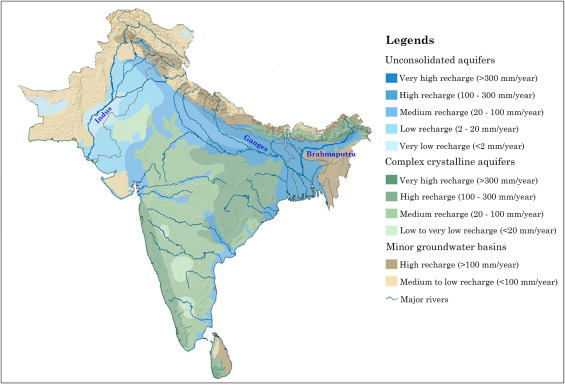 Legends
Unconsolidated aquifers
Very high recharge (>300 mm/year)
High recharge (100 - 300 mm/year)
Medium recharge (20 - 100 mm/year)
Low recharge (2 - 20 mm/year)
Very low recharge (<2 mm/year)
Complex crystalline aquifers
Very high recharge (>300 mm/year)
High recharge (100 - 300 mm/year)
Medium recharge (20 - 100 mm/year)
Low to very low recharge (<20 mm/year)
Minor groundwater basins
High recharge (>100 mm/year)
Medium to low recharge (<100 mm/year)
Major rivers
Indus
Ganges
Brahmaputra